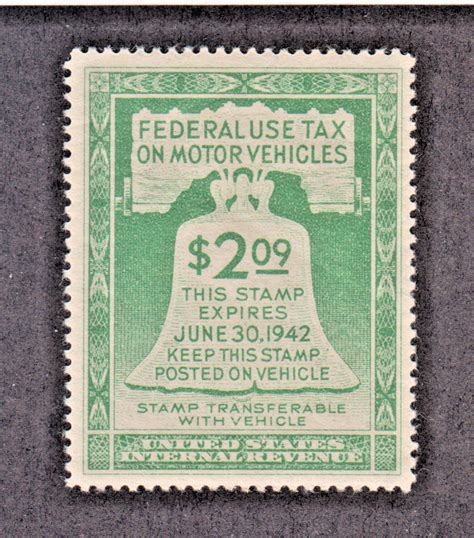 FEDERAL USE TAX
ON MOTOR VEHICLES
$2.09
THIS STAMP
EXPIRES
JUNE 30, 1942
KEEP THIS STAMP
POSTED ON VEHICLE
STAMP TRANSFERABLE
WITH VEHICLE
UNITED STATES
INTERNAL REVENUE